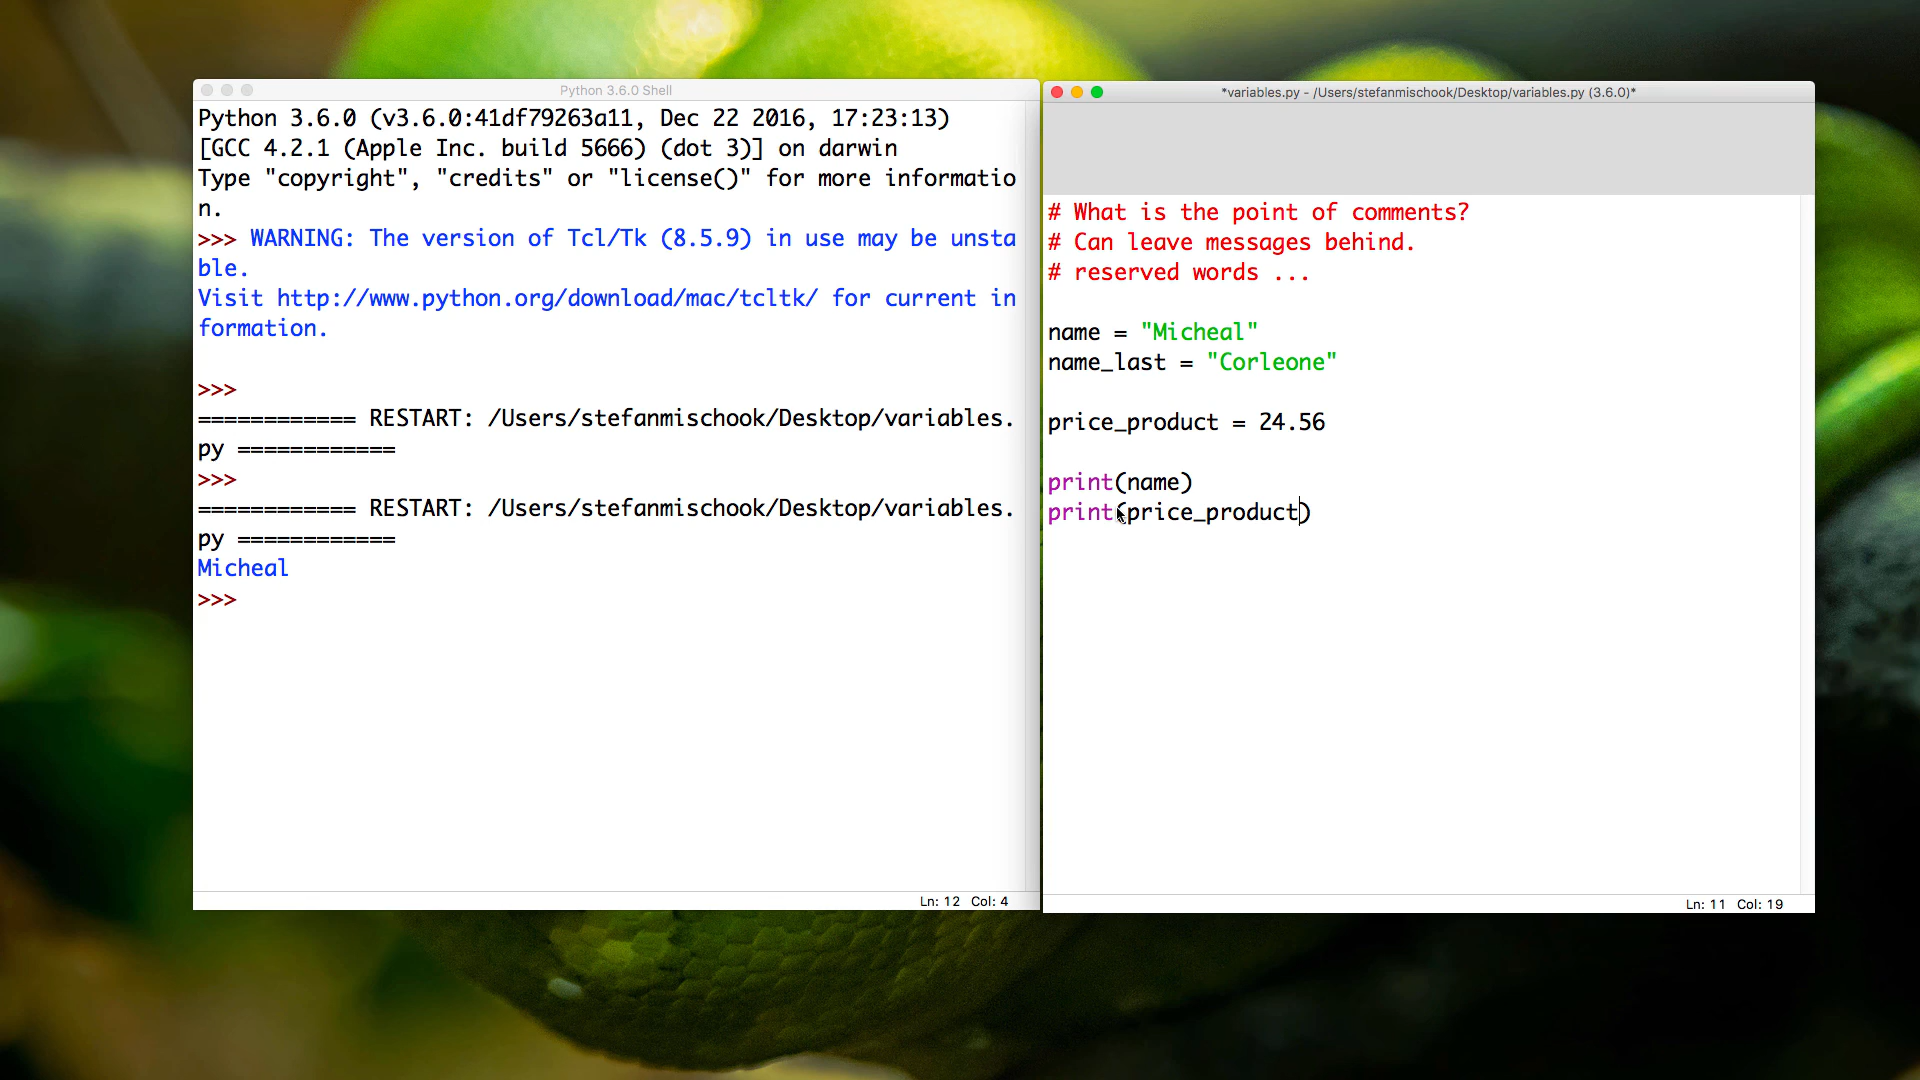 Python 3.6.0 Shell
Python 3.6.0 (v3.6.0:41df79263a11, Dec 22 2016, 17:23:13)
[GCC 4.2.1 (Apple Inc. build 5666) (dot 3)] on darwin
Type "copyright", "credits" or "license()" for more informatio
n.
>>> WARNING: The version of Tcl/Tk (8.5.9) in use may be unsta
ble.
Visit http://www.python.org/download/mac/tcltk/ for current in
formation.
>>>
============ RESTART: /Users/stefanmischook/Desktop/variables.
py ============
>>>
============ RESTART: /Users/stefanmischook/Desktop/variables.
py ============
Micheal
>>>
Ln: 12 Col: 4
*variables.py - /Users/stefanmischook/Desktop/variables.py (3.6.0)*
# What is the point of comments?
# Can leave messages behind.
# reserved words ...
name = "Micheal"
name_last = "Corleone"
price_product = 24.56
print(name)
print(price_product)
Ln: 11 Col: 19